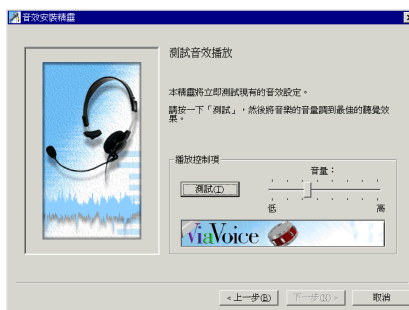 音效安裝精靈
測試音效播放
本精靈將立即測試現有的音效設定。
請按一下「測試」，然後將音樂的音量調到最佳的聽覺效
果。
播放控制項
音量：
測試(T)
低
高
ViaVoice
<上一步(B)
下一步(N)>
取消